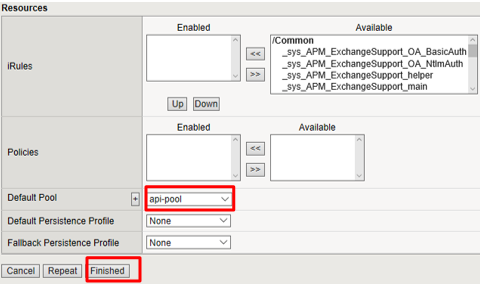 Resources
Enabled Available
iRules
/Common
_sys_APM_ExchangeSupport_OA_BasicAuth
_sys_APM_ExchangeSupport_OA_NtlmAuth
_sys_APM_ExchangeSupport_helper
_sys_APM_ExchangeSupport_main
<<
>>
Up Down
Enabled Available
Policies
<<
>>
Default Pool + api-pool
Default Persistence Profile None
Fallback Persistence Profile None
Cancel Repeat Finished